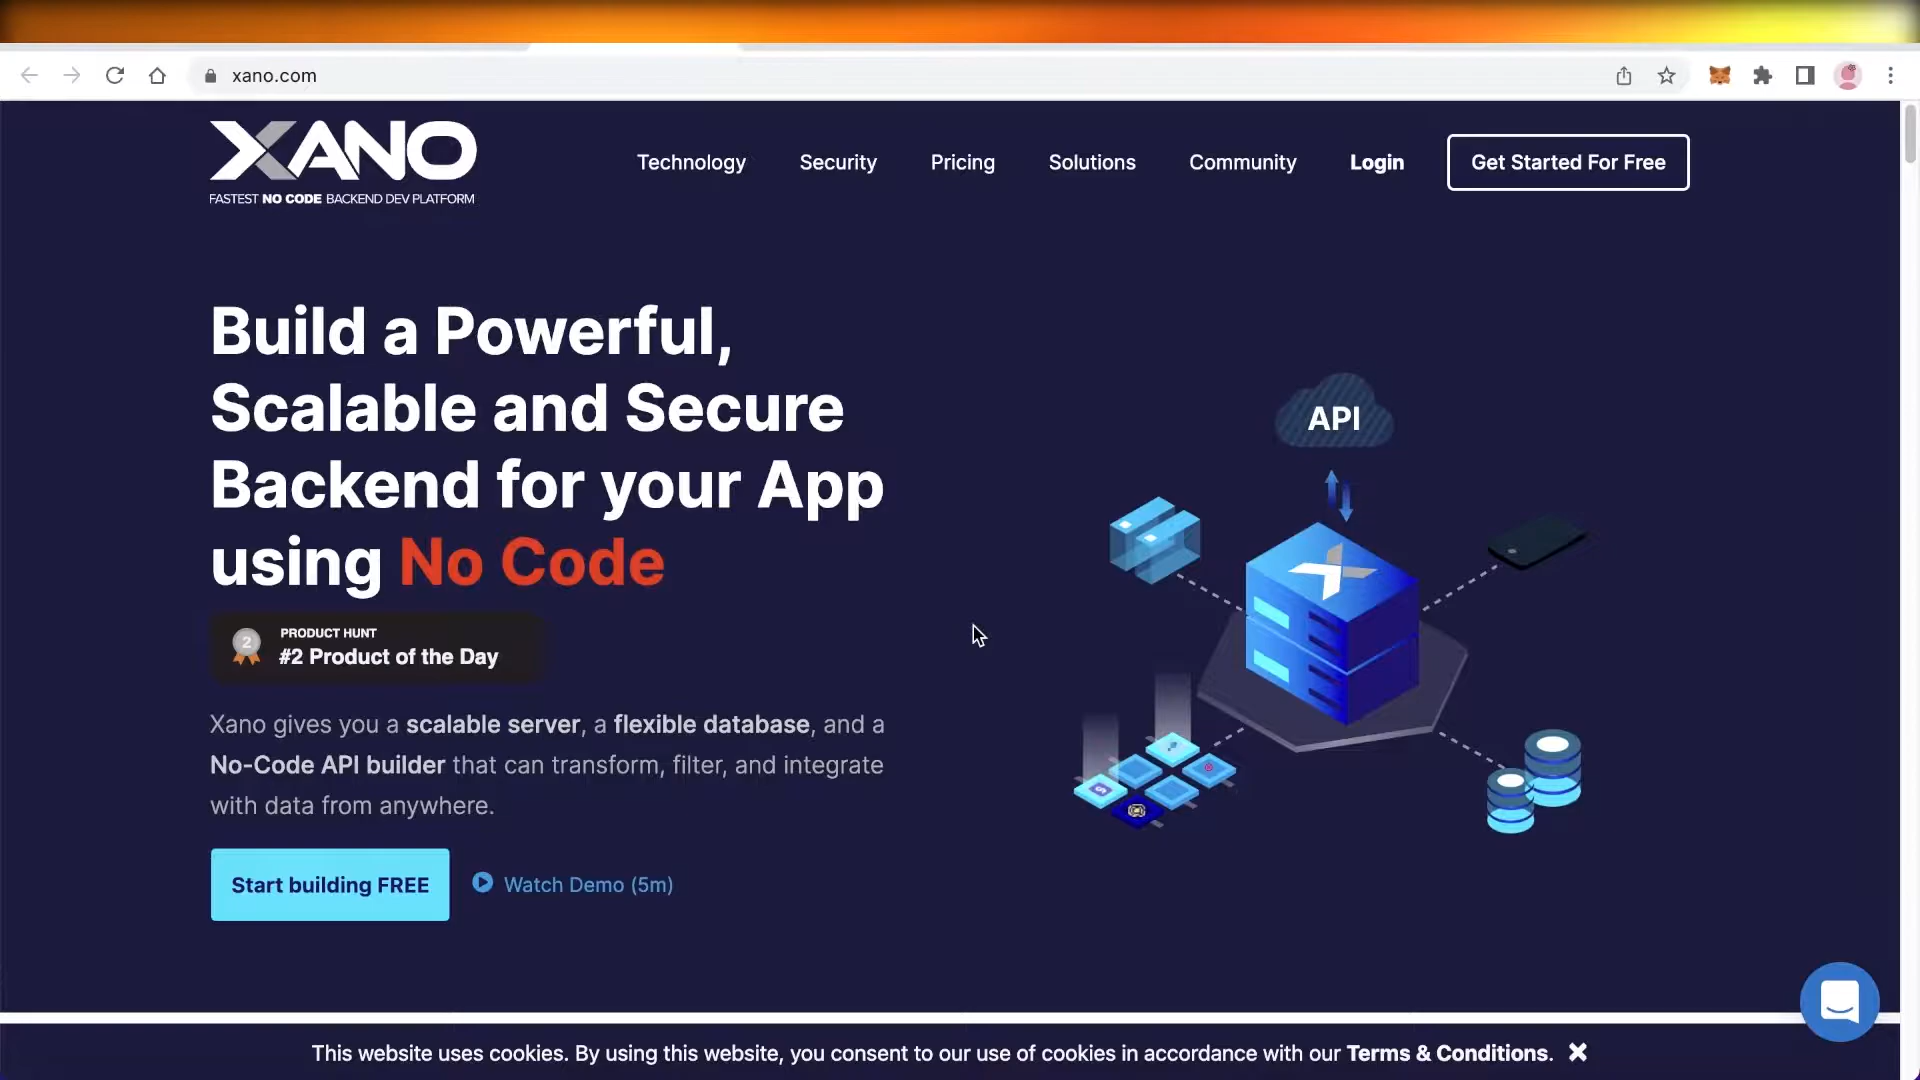 xano.com
XANO
FASTEST NO CODE BACKEND DEV PLATFORM
Technology
Security
Pricing
Solutions
Community
Login
Get Started For Free
Build a Powerful,
Scalable and Secure
Backend for your App
using No Code
API
2
PRODUCT HUNT
#2 Product of the Day
Xano gives you a scalable server, a flexible database, and a
No-Code API builder that can transform, filter, and integrate
with data from anywhere.
Start building FREE
Watch Demo (5m)
This website uses cookies. By using this website, you consent to our use of cookies in accordance with our Terms & Conditions.